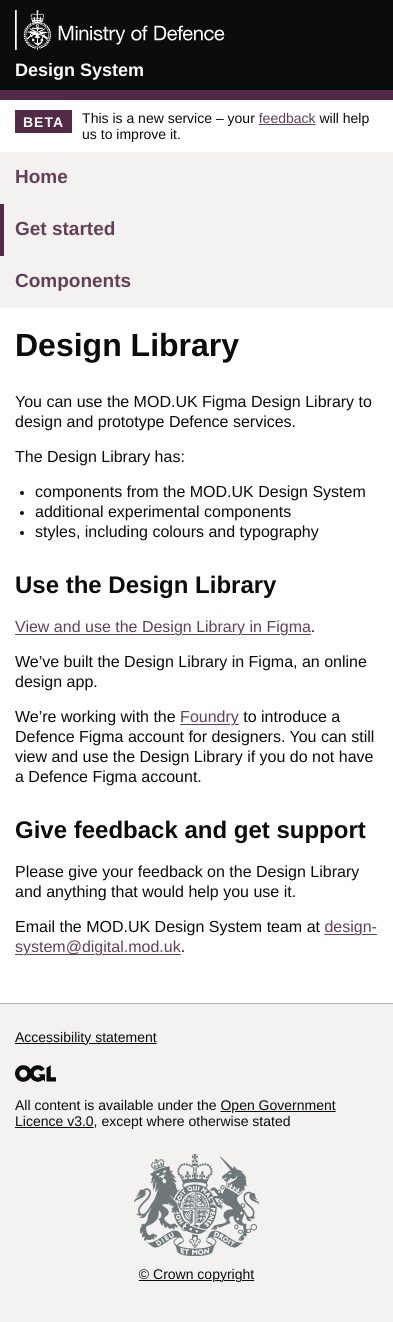 Ministry of Defence
Design System
BETA
This is a new service – your feedback will help
us to improve it.
Home
Get started
Components
Design Library
You can use the MOD.UK Figma Design Library to
design and prototype Defence services.
The Design Library has:
• components from the MOD.UK Design System
• additional experimental components
• styles, including colours and typography
Use the Design Library
View and use the Design Library in Figma.
We’ve built the Design Library in Figma, an online
design app.
We’re working with the Foundry to introduce a
Defence Figma account for designers. You can still
view and use the Design Library if you do not have
a Defence Figma account.
Give feedback and get support
Please give your feedback on the Design Library
and anything that would help you use it.
Email the MOD.UK Design System team at design-
system@digital.mod.uk.
Accessibility statement
OGL
All content is available under the Open Government
Licence v3.0, except where otherwise stated
DIEU ET MON DROIT
© Crown copyright